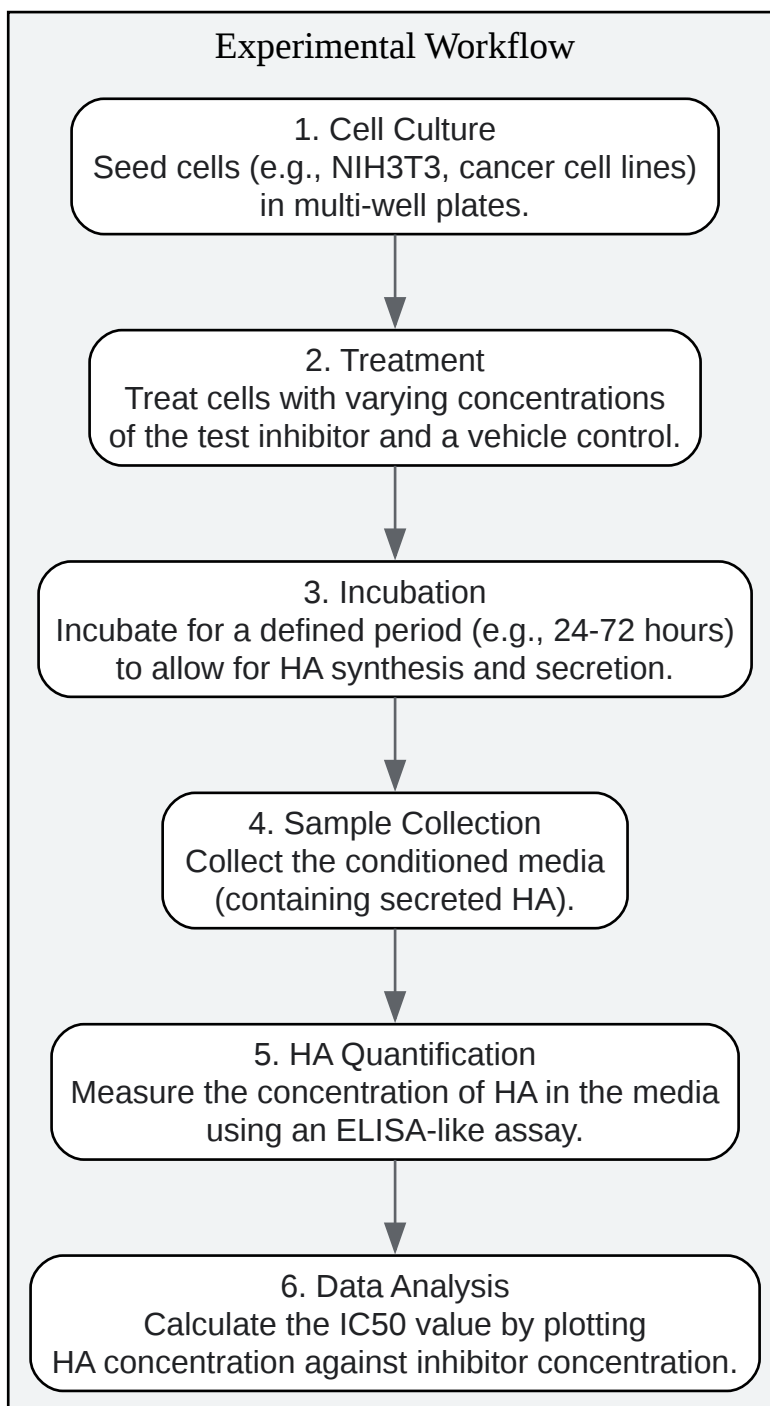 Experimental Workflow
1. Cell Culture
Seed cells (e.g., NIH3T3, cancer cell lines)
in multi-well plates.
2. Treatment
Treat cells with varying concentrations
of the test inhibitor and a vehicle control.
3. Incubation
Incubate for a defined period (e.g., 24-72 hours)
to allow for HA synthesis and secretion.
4. Sample Collection
Collect the conditioned media
(containing secreted HA).
5. HA Quantification
Measure the concentration of HA in the media
using an ELISA-like assay.
6. Data Analysis
Calculate the IC50 value by plotting
HA concentration against inhibitor concentration.